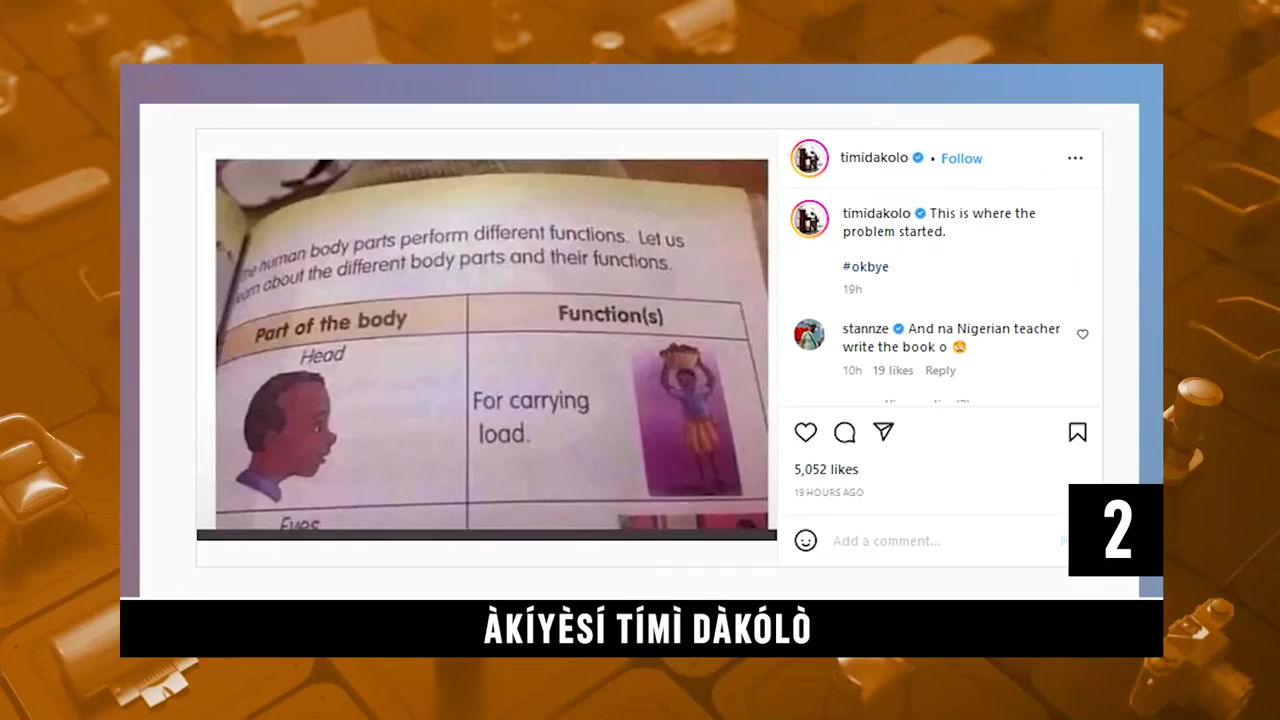 The human body parts perform different functions. Let us
learn about the different body parts and their functions.
Part of the body
Function(s)
Head
For carrying
load.
Eyes
timidakolo • Follow
timidakolo This is where the
problem started.
#okbye
19h
stannze And na Nigerian teacher
write the book o
10h 19 likes Reply
5,052 likes
19 HOURS AGO
Add a comment...
2
ÀKÍYÈSÍ TÍMÌ DÀKÓLÒ